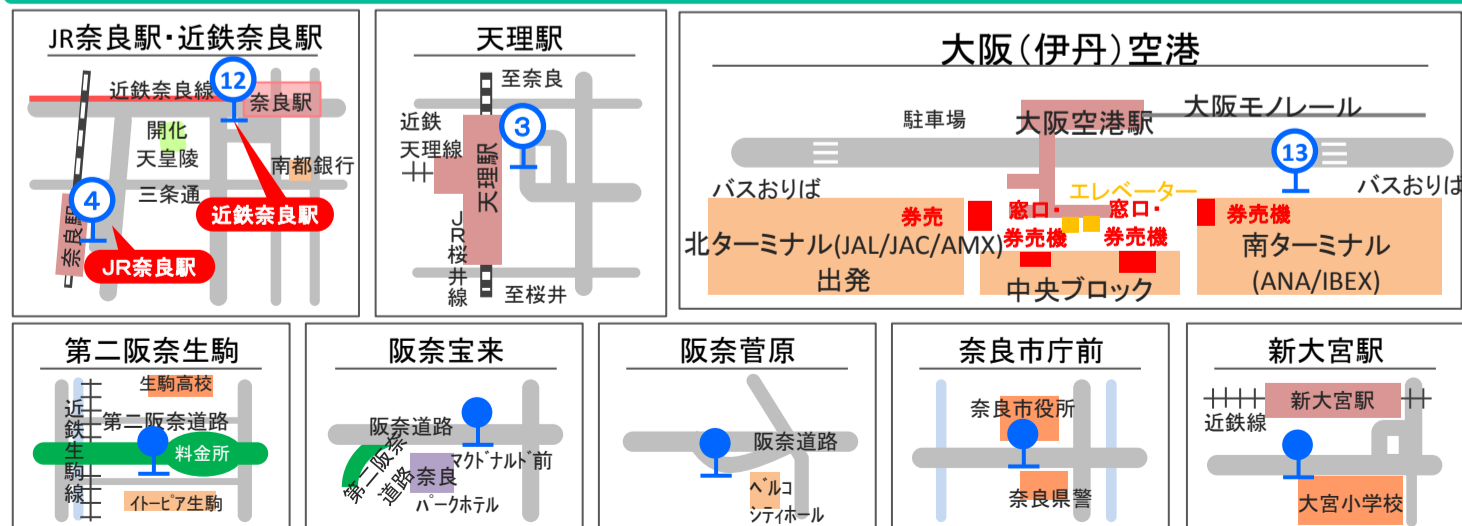 JR奈良駅・近鉄奈良駅
近鉄奈良線
12
奈良駅
開化
天皇陵
南都銀行
三条通
4
奈良駅
近鉄奈良駅
JR奈良駅
天理駅
至奈良
近鉄
天理線
3
天理駅
JR桜井線
至桜井
大阪(伊丹)空港
駐車場
大阪空港駅
大阪モノレール
13
バスおりば
エレベーター
バスおりば
券売
窓口・
券売機
窓口・
券売機
券売機
北ターミナル(JAL/JAC/AMX)
出発
中央ブロック
南ターミナル
(ANA/IBEX)
第二阪奈生駒
生駒高校
近鉄生駒線
第二阪奈道路
料金所
イトーピア生駒
阪奈宝来
阪奈道路
第二阪奈
道路
マクドナルド前
奈良
パークホテル
阪奈菅原
阪奈道路
ベルコ
シティホール
奈良市庁前
奈良市役所
奈良県警
新大宮駅
新大宮駅
近鉄線
大宮小学校